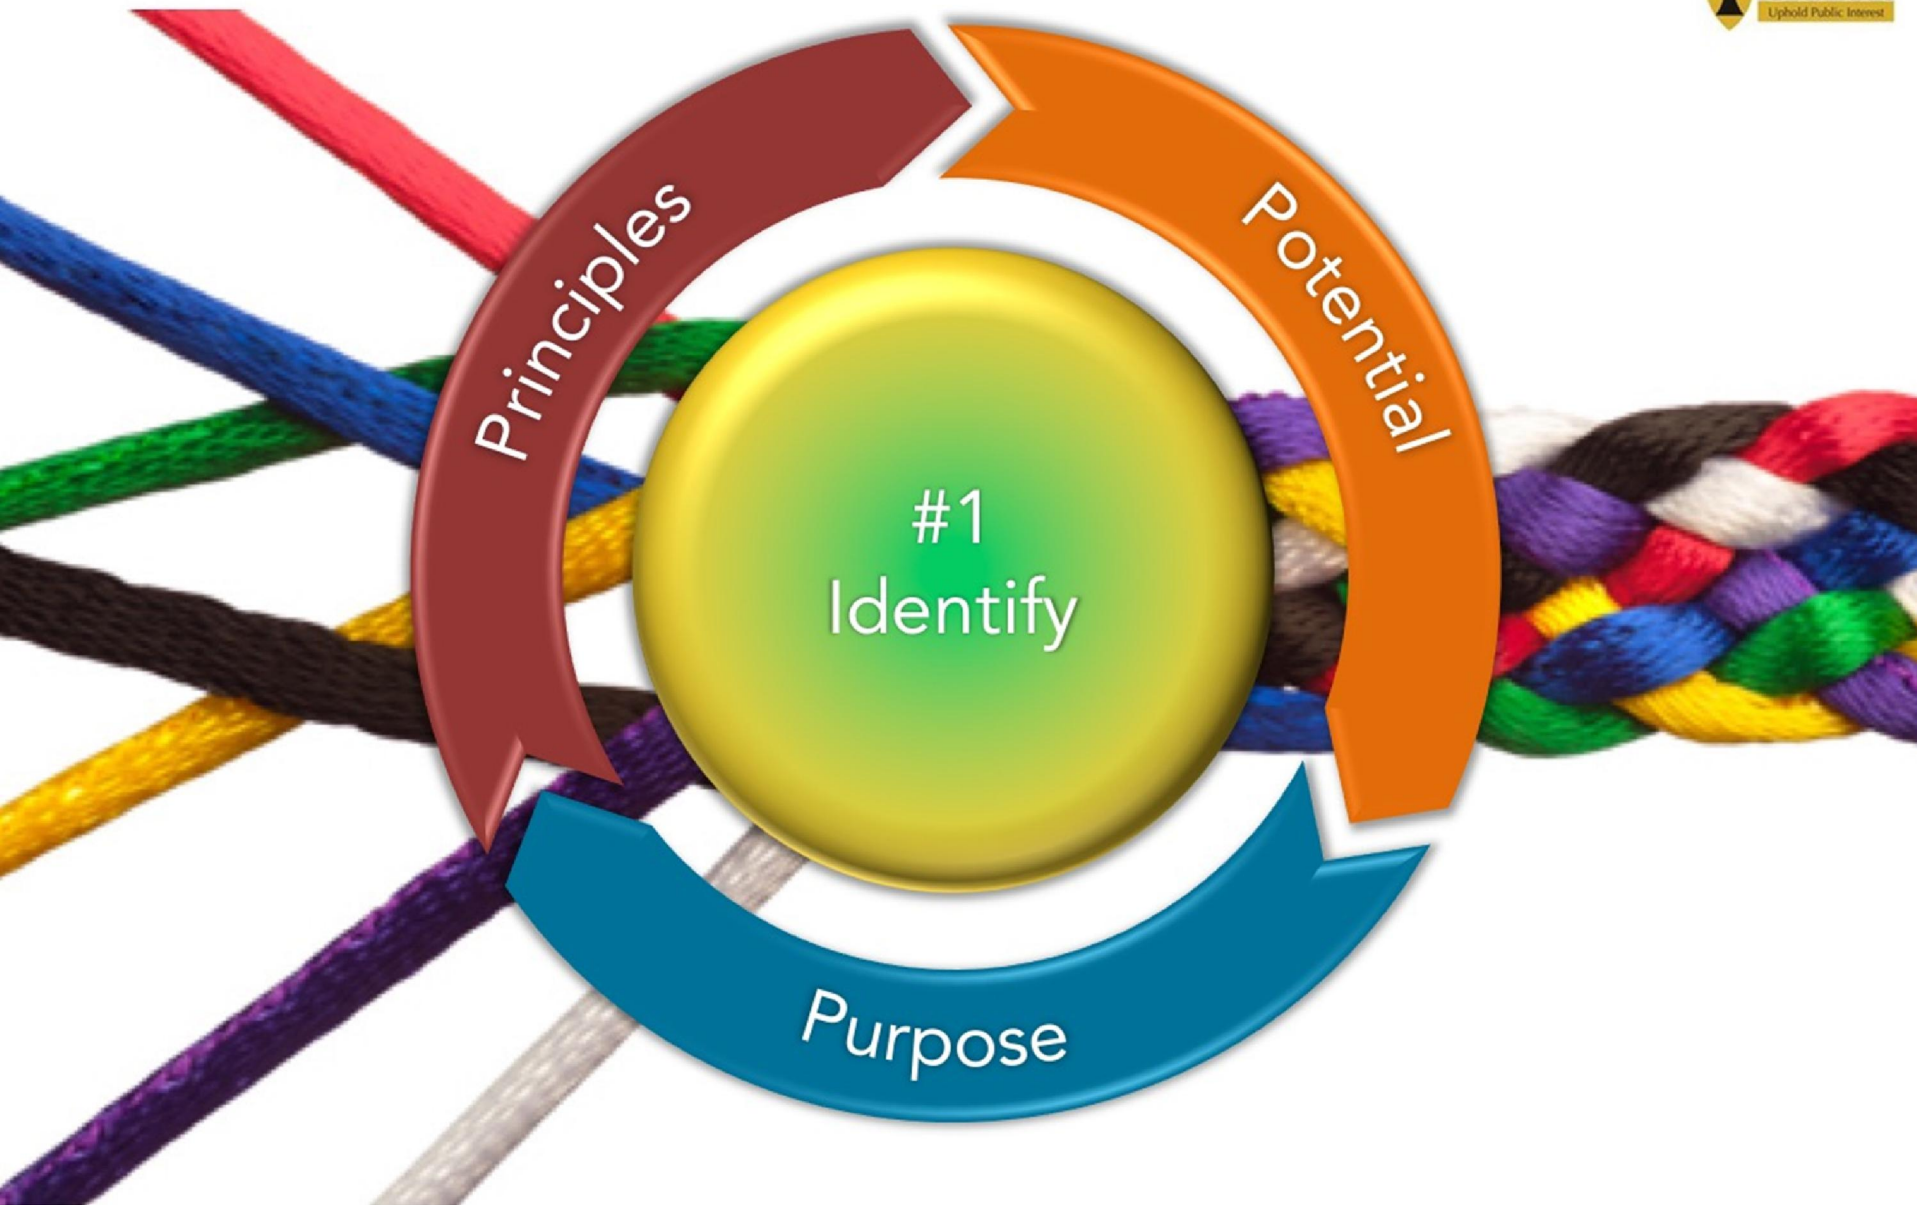 Uphold Public Interest
Principles
Potential
#1
Identify
Purpose